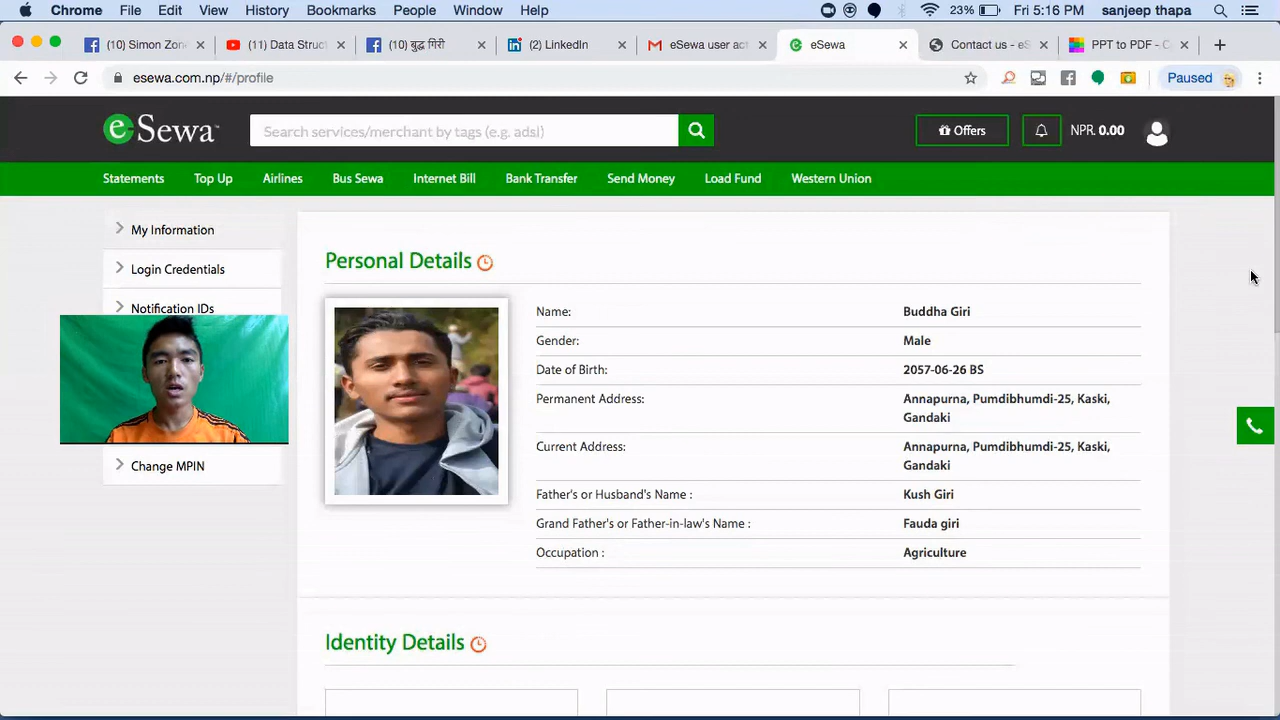 Chrome File Edit View History Bookmarks People Window Help 23% Fri 5:16 PM sanjeep thapa
(10) Simon Zon (11) Data Struct (10) बुद्ध गिरी (2) LinkedIn eSewa user act eSewa Contact us - eS PPT to PDF - C
esewa.com.np/#/profile Paused
eSewa™ Search services/merchant by tags (e.g. adsl) Offers NPR. 0.00
Statements Top Up Airlines Bus Sewa Internet Bill Bank Transfer Send Money Load Fund Western Union
My Information
Login Credentials
Notification IDs
Change MPIN
Personal Details
Name: Buddha Giri
Gender: Male
Date of Birth: 2057-06-26 BS
Permanent Address: Annapurna, Pumdibhumdi-25, Kaski,
Gandaki
Current Address: Annapurna, Pumdibhumdi-25, Kaski,
Gandaki
Father's or Husband's Name : Kush Giri
Grand Father's or Father-in-law's Name : Fauda giri
Occupation : Agriculture
Identity Details